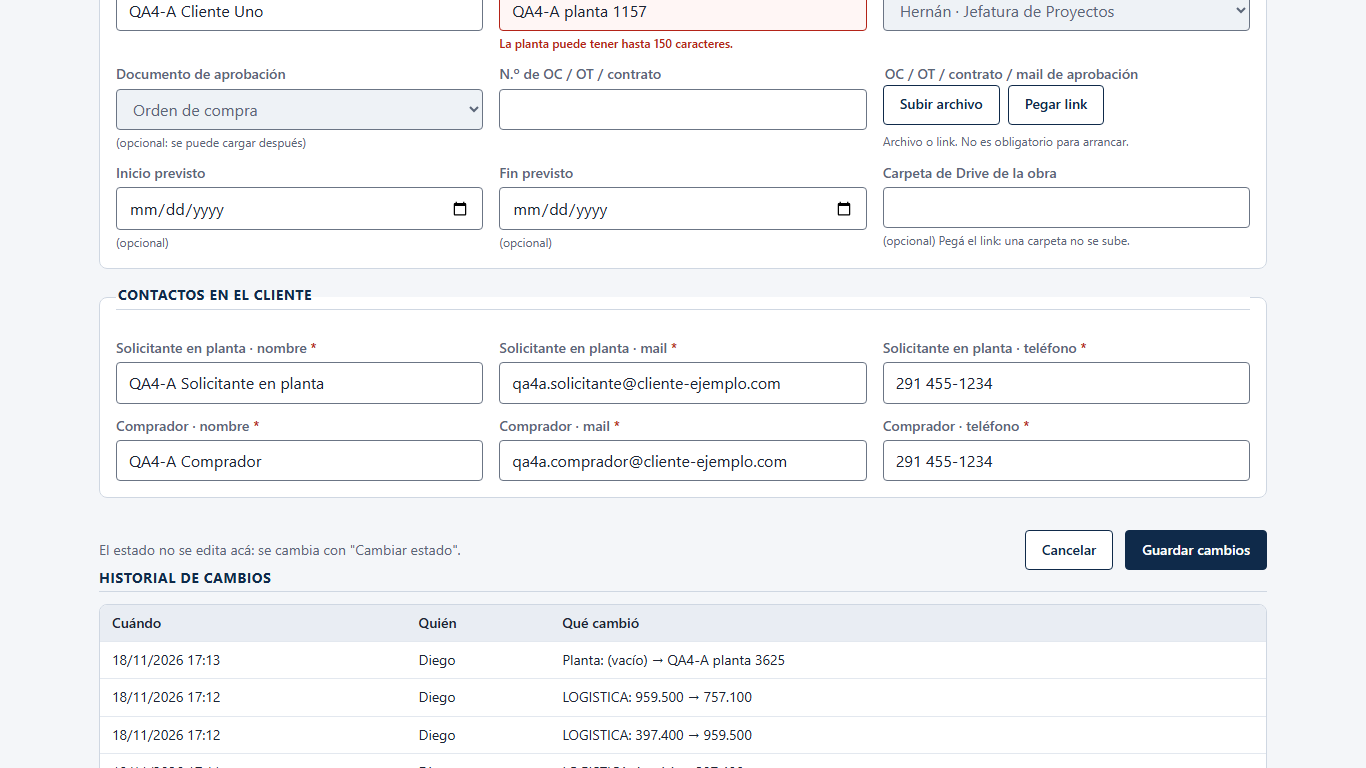 QA4-A Cliente Uno QA4-A planta 1157 Hernán · Jefatura de Proyectos
La planta puede tener hasta 150 caracteres.
Documento de aprobación N.º de OC / OT / contrato OC / OT / contrato / mail de aprobación
Orden de compra Subir archivo Pegar link
(opcional: se puede cargar después) Archivo o link. No es obligatorio para arrancar.
Inicio previsto Fin previsto Carpeta de Drive de la obra
mm/dd/yyyy mm/dd/yyyy
(opcional) (opcional) (opcional) Pegá el link: una carpeta no se sube.
CONTACTOS EN EL CLIENTE
Solicitante en planta · nombre * Solicitante en planta · mail * Solicitante en planta · teléfono *
QA4-A Solicitante en planta qa4a.solicitante@cliente-ejemplo.com 291 455-1234
Comprador · nombre * Comprador · mail * Comprador · teléfono *
QA4-A Comprador qa4a.comprador@cliente-ejemplo.com 291 455-1234
El estado no se edita acá: se cambia con "Cambiar estado". Cancelar Guardar cambios
HISTORIAL DE CAMBIOS
Cuándo Quién Qué cambió
18/11/2026 17:13 Diego Planta: (vacío) → QA4-A planta 3625
18/11/2026 17:12 Diego LOGISTICA: 959.500 → 757.100
18/11/2026 17:12 Diego LOGISTICA: 397.400 → 959.500